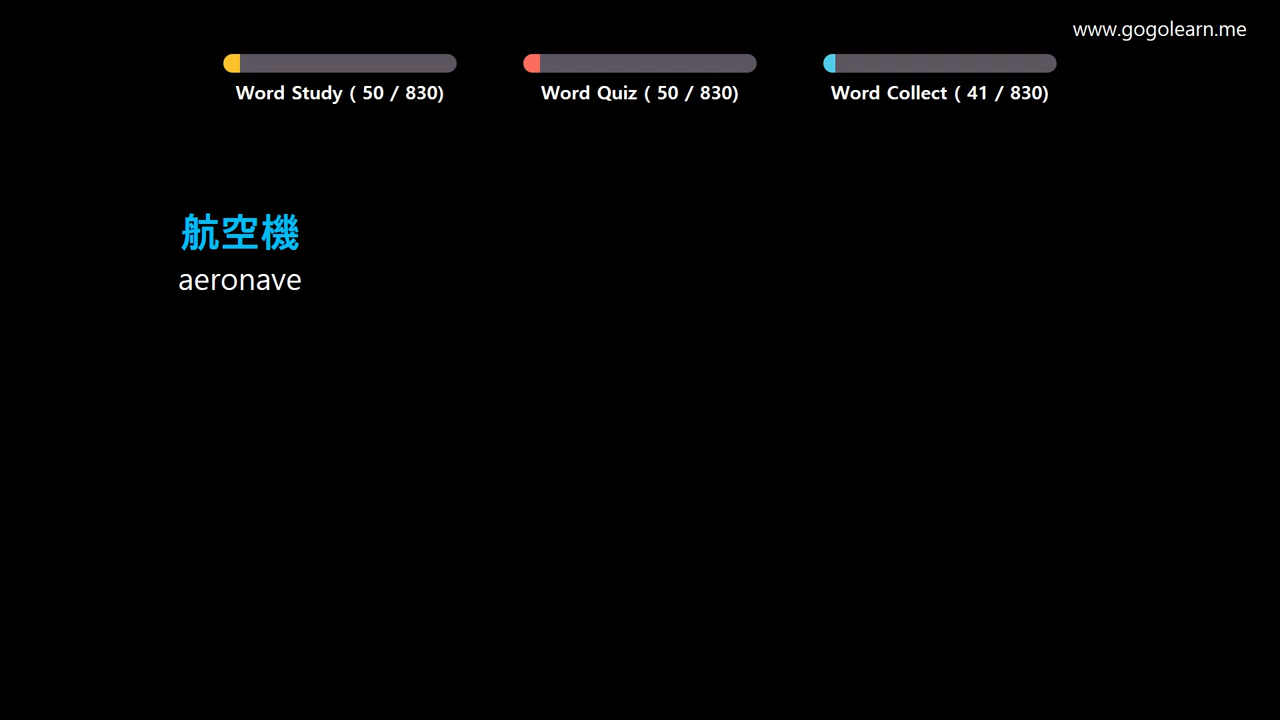 www.gogolearn.me
Word Study ( 50 / 830)
Word Quiz ( 50 / 830)
Word Collect ( 41 / 830)
航空機
aeronave